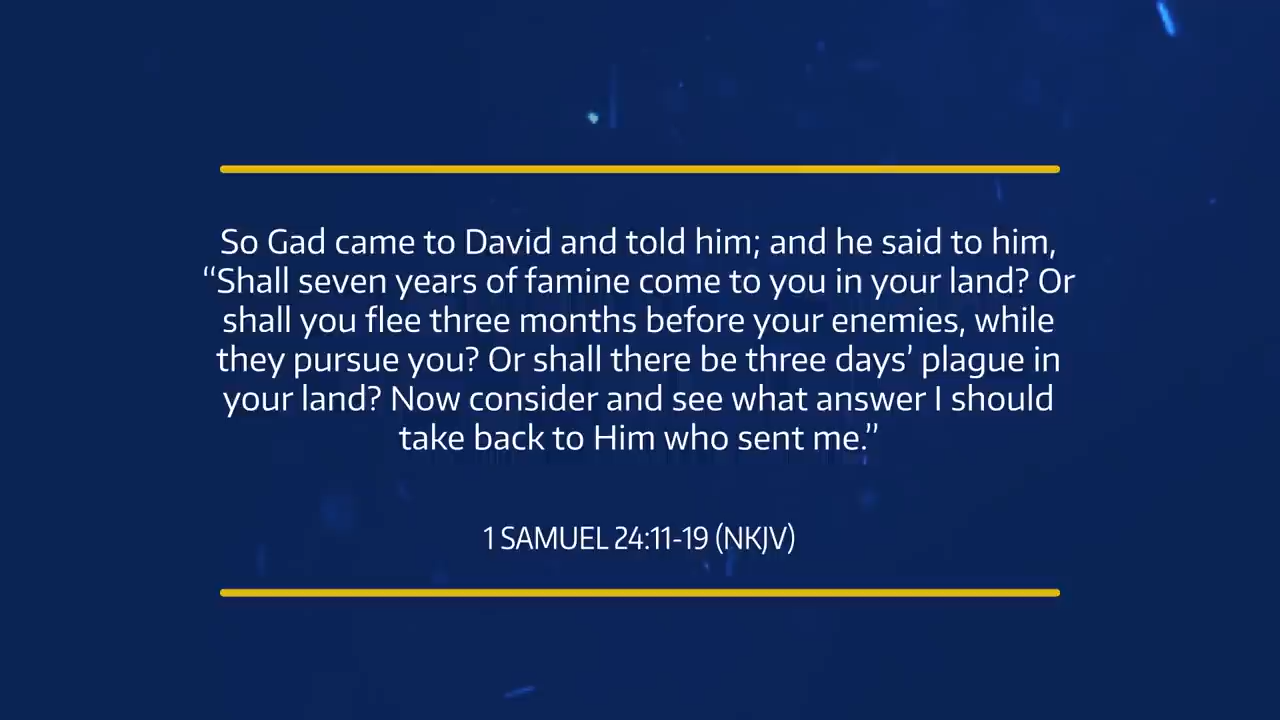 So Gad came to David and told him; and he said to him,
“Shall seven years of famine come to you in your land? Or
shall you flee three months before your enemies, while
they pursue you? Or shall there be three days’ plague in
your land? Now consider and see what answer I should
take back to Him who sent me.”
1 SAMUEL 24:11-19 (NKJV)